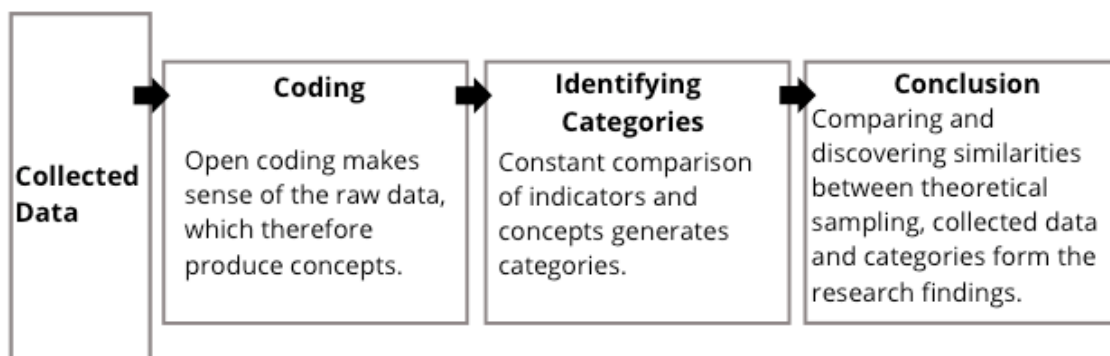 Collected
Data
Coding
Open coding makes
sense of the raw data,
which therefore
produce concepts.
Identifying
Categories
Constant comparison
of indicators and
concepts generates
categories.
Conclusion
Comparing and
discovering similarities
between theoretical
sampling, collected data
and categories form the
research findings.